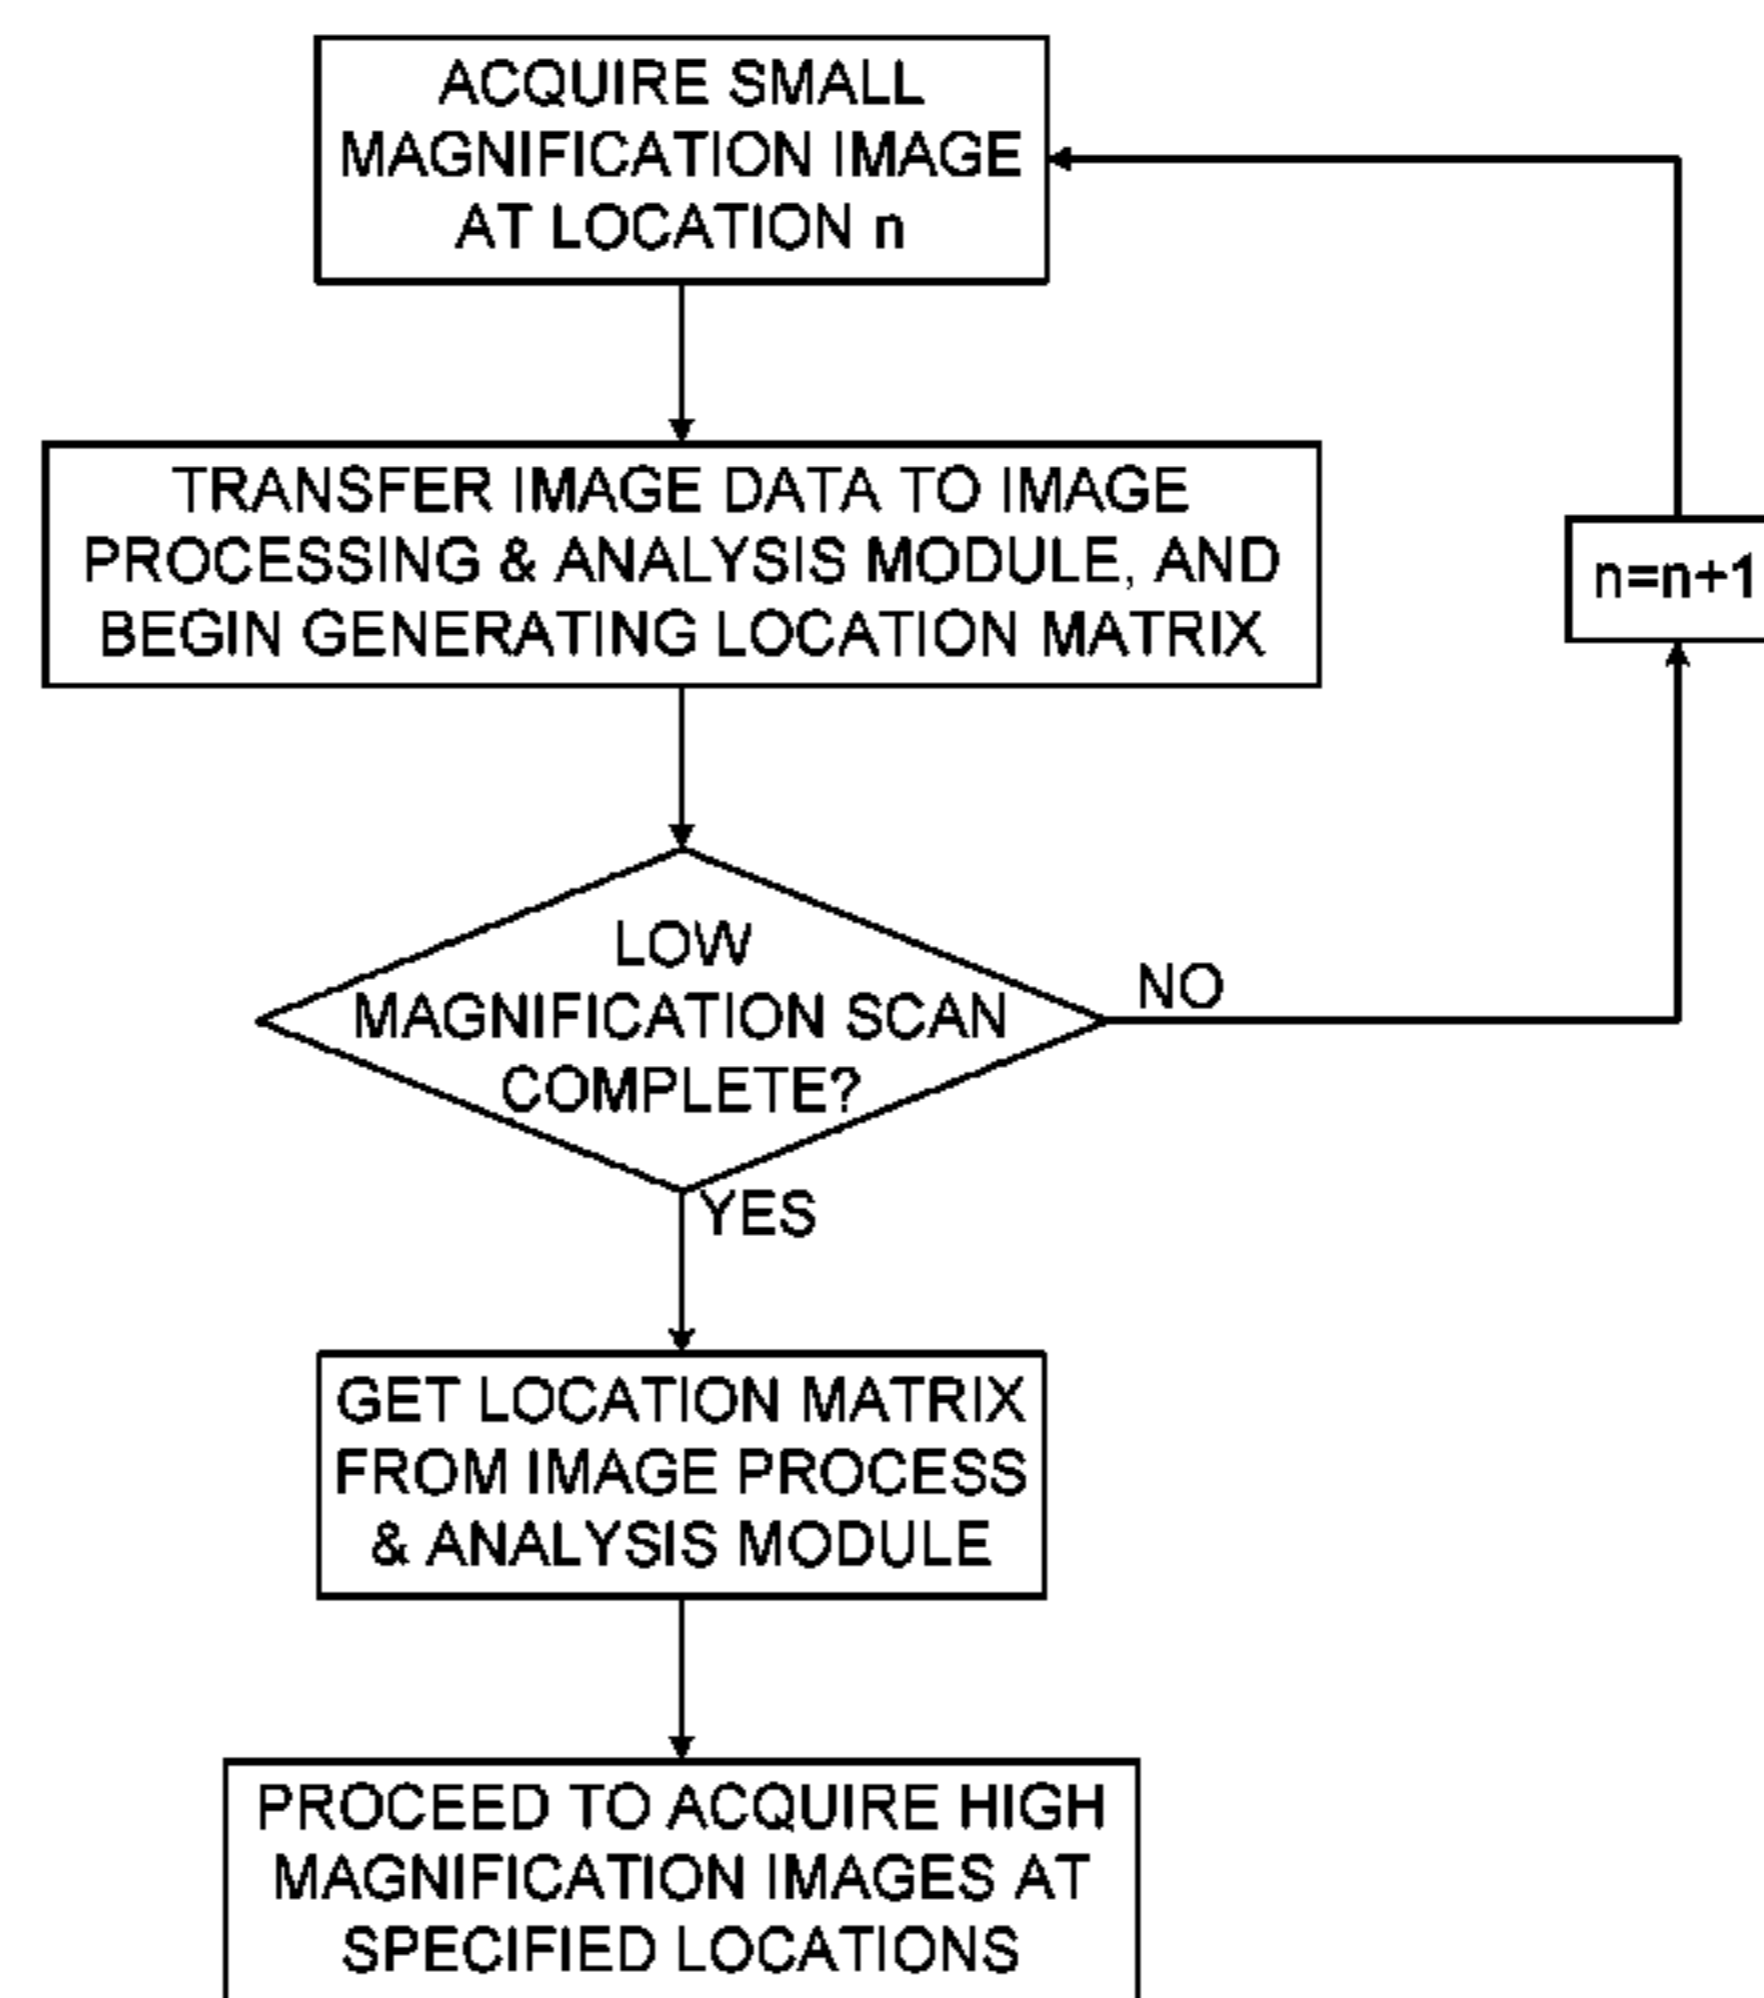 ACQUIRE SMALL
MAGNIFICATION IMAGE
AT LOCATION n
TRANSFER IMAGE DATA TO IMAGE
PROCESSING & ANALYSIS MODULE, AND
BEGIN GENERATING LOCATION MATRIX
n=n+1
LOW
MAGNIFICATION SCAN
COMPLETE?
NO
YES
GET LOCATION MATRIX
FROM IMAGE PROCESS
& ANALYSIS MODULE
PROCEED TO ACQUIRE HIGH
MAGNIFICATION IMAGES AT
SPECIFIED LOCATIONS